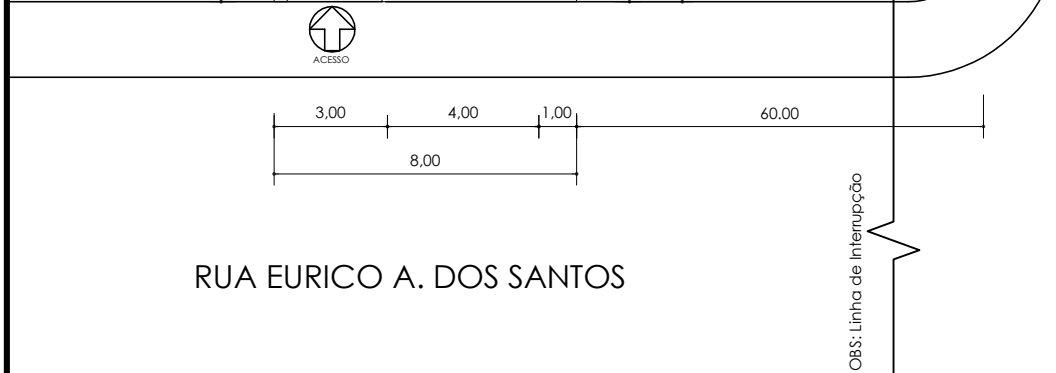 ACESSO
3,00 4,00 1,00 60.00
8,00
RUA EURICO A. DOS SANTOS
OBS: Linha de Interrupção